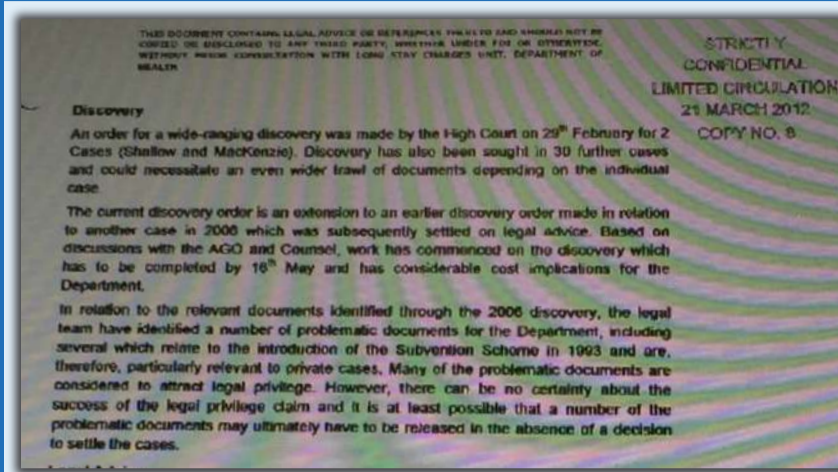 THIS DOCUMENT CONTAINS LEGAL ADVICE OR REFERENCES THERETO AND SHOULD NOT BE
COPIED OR DISCLOSED TO ANY THIRD PARTY, WHETHER UNDER FOI OR OTHERWISE,
WITHOUT PRIOR CONSULTATION WITH LONG STAY CHARGES UNIT, DEPARTMENT OF
HEALTH
STRICTLY
CONFIDENTIAL
LIMITED CIRCULATION
21 MARCH 2012
COPY NO. 8
Discovery
An order for a wide-ranging discovery was made by the High Court on 29th February for 2
Cases (Shallow and MacKenzie). Discovery has also been sought in 30 further cases
and could necessitate an even wider trawl of documents depending on the individual
case
The current discovery order is an extension to an earlier discovery order made in relation
to another case in 2006 which was subsequently settled on legal advice. Based on
discussions with the AGO and Counsel, work has commenced on the discovery which
has to be completed by 16th May and has considerable cost implications for the
Department.
In relation to the relevant documents identified through the 2006 discovery, the legal
team have identified a number of problematic documents for the Department, including
several which relate to the introduction of the Subvention Scheme in 1993 and are,
therefore, particularly relevant to private cases. Many of the problematic documents are
considered to attract legal privilege. However, there can be no certainty about the
success of the legal privilege claim and it is at least possible that a number of the
problematic documents may ultimately have to be released in the absence of a decision
to settle the cases.